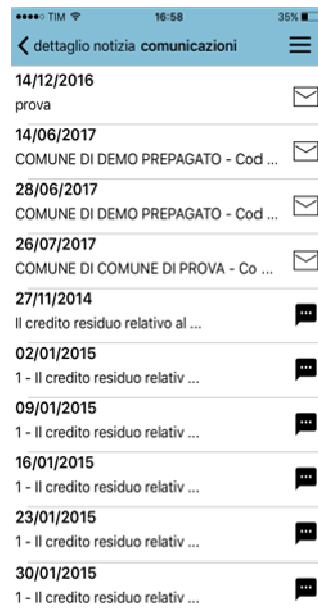 TIM 16:58 35%
dettaglio notizia comunicazioni
14/12/2016
prova
14/06/2017
COMUNE DI DEMO PREPAGATO - Cod ...
28/06/2017
COMUNE DI DEMO PREPAGATO - Cod ...
26/07/2017
COMUNE DI COMUNE DI PROVA - Co ...
27/11/2014
Il credito residuo relativo al ...
02/01/2015
1 - Il credito residuo relativ ...
09/01/2015
1 - Il credito residuo relativ ...
16/01/2015
1 - Il credito residuo relativ ...
23/01/2015
1 - Il credito residuo relativ ...
30/01/2015
1 - Il credito residuo relativ ...